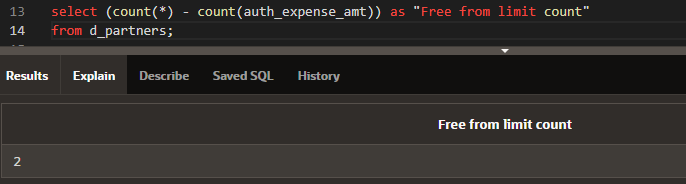 13 select (count(*) - count(auth_expense_amt)) as "Free from limit count"
14 from d_partners;
Results Explain Describe Saved SQL History
Free from limit count
2